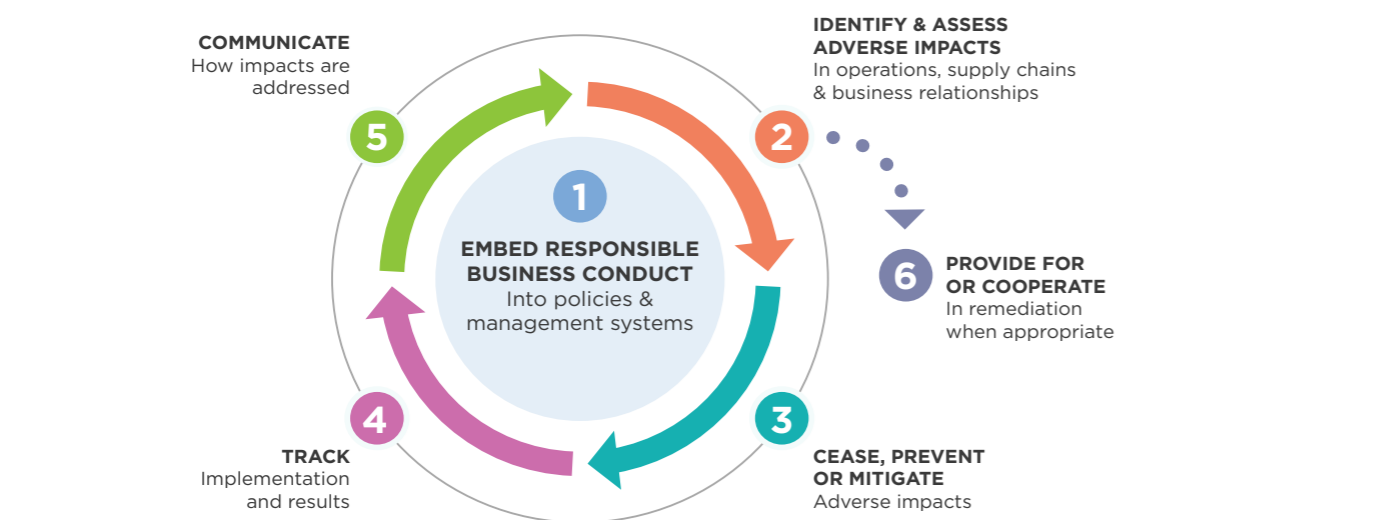 1
EMBED RESPONSIBLE
BUSINESS CONDUCT
Into policies &
management systems
2
IDENTIFY & ASSESS
ADVERSE IMPACTS
In operations, supply chains
& business relationships
3
CEASE, PREVENT
OR MITIGATE
Adverse impacts
4
TRACK
Implementation
and results
5
COMMUNICATE
How impacts are
addressed
6
PROVIDE FOR
OR COOPERATE
In remediation
when appropriate